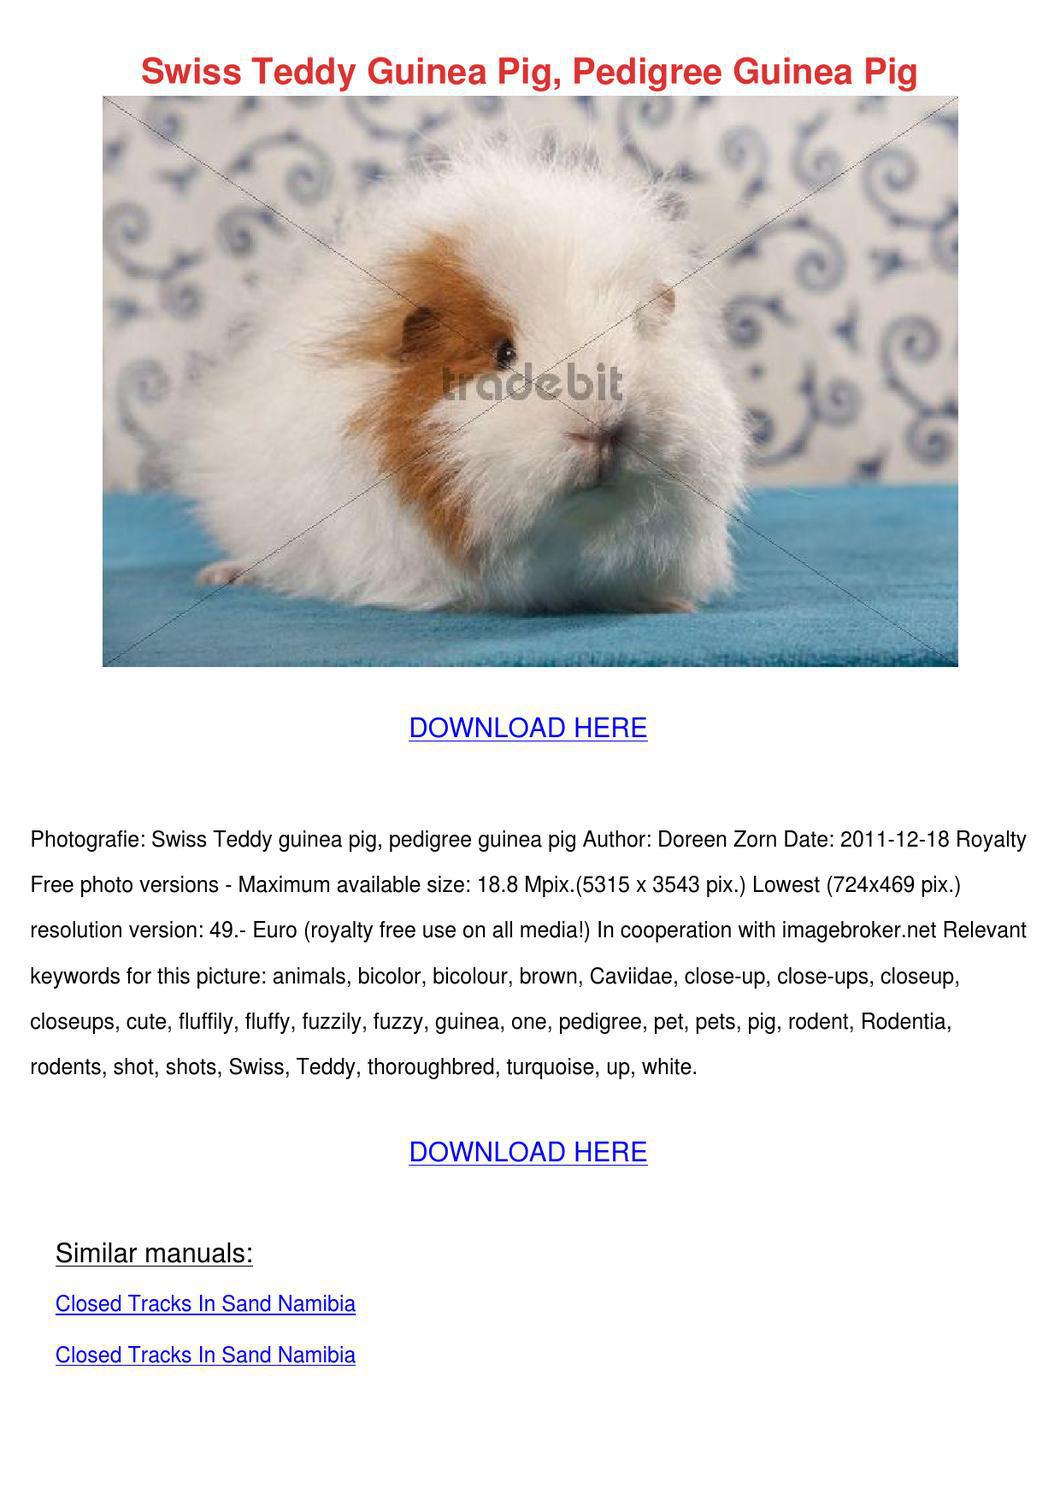 Swiss Teddy Guinea Pig, Pedigree Guinea Pig
tradebit
DOWNLOAD HERE
Photografie: Swiss Teddy guinea pig, pedigree guinea pig Author: Doreen Zorn Date: 2011-12-18 Royalty
Free photo versions - Maximum available size: 18.8 Mpix.(5315 x 3543 pix.) Lowest (724x469 pix.)
resolution version: 49.- Euro (royalty free use on all media!) In cooperation with imagebroker.net Relevant
keywords for this picture: animals, bicolor, bicolour, brown, Caviidae, close-up, close-ups, closeup,
closeups, cute, fluffily, fluffy, fuzzily, fuzzy, guinea, one, pedigree, pet, pets, pig, rodent, Rodentia,
rodents, shot, shots, Swiss, Teddy, thoroughbred, turquoise, up, white.
DOWNLOAD HERE
Similar manuals:
Closed Tracks In Sand Namibia
Closed Tracks In Sand Namibia